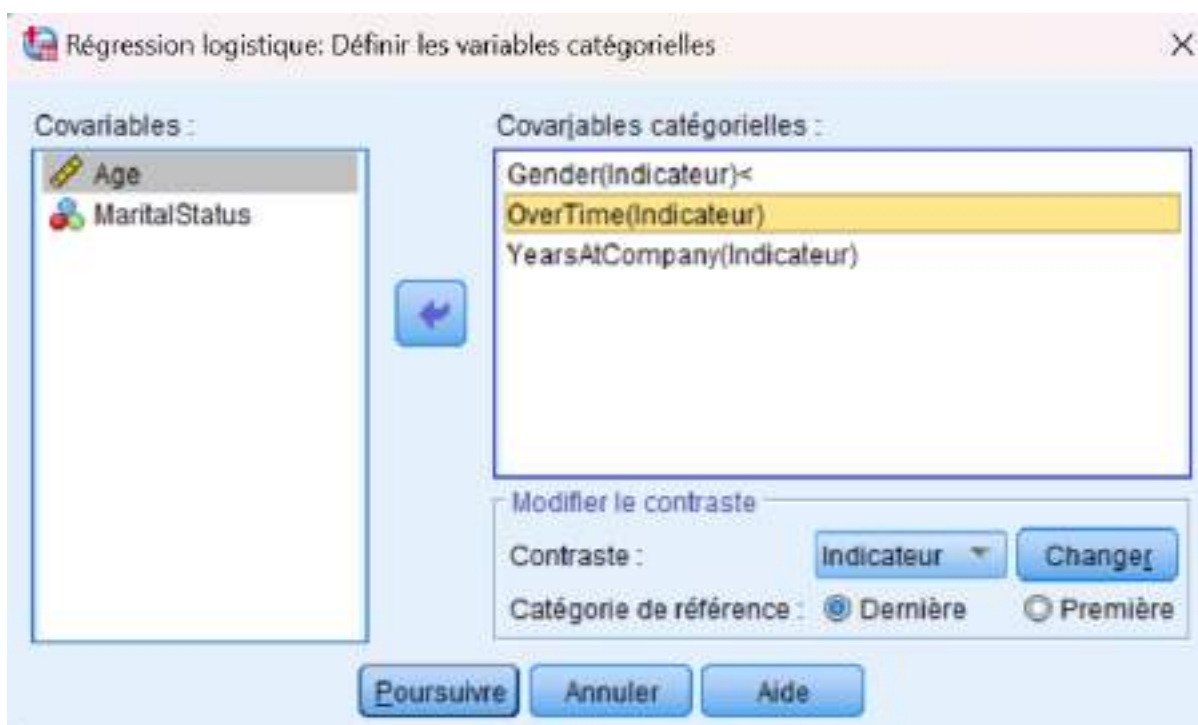 Régression logistique: Définir les variables catégorielles
Covariables :
Age
MaritalStatus
Covariables catégorielles :
Gender(Indicateur)<
OverTime(Indicateur)
YearsAtCompany(Indicateur)
Modifier le contraste
Contraste : Indicateur Changer
Catégorie de référence : Dernière Première
Poursuivre Annuler Aide